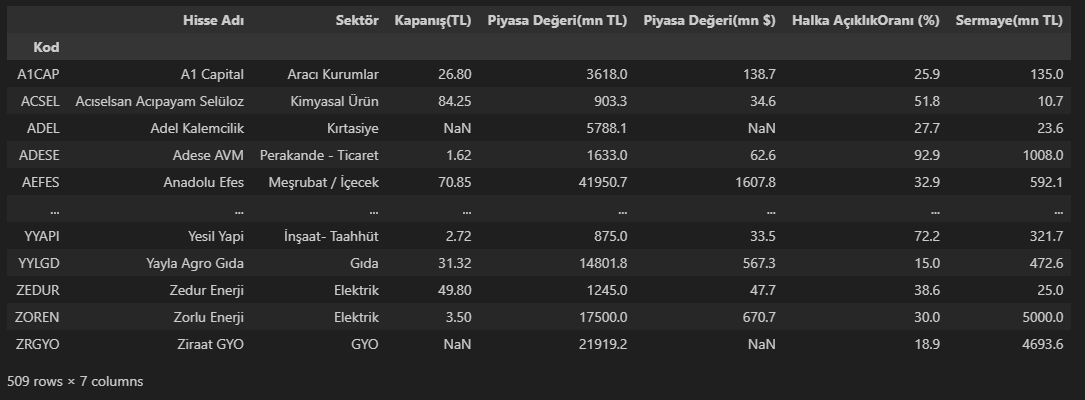 Hisse Adı Sektör Kapanış(TL) Piyasa Değeri(mn TL) Piyasa Değeri(mn $) Halka AçıklıkOranı (%) Sermaye(mn TL)
Kod
A1CAP A1 Capital Aracı Kurumlar 26.80 3618.0 138.7 25.9 135.0
ACSEL Acıselsan Acıpayam Selüloz Kimyasal Ürün 84.25 903.3 34.6 51.8 10.7
ADEL Adel Kalemcilik Kırtasiye NaN 5788.1 NaN 27.7 23.6
ADESE Adese AVM Perakande - Ticaret 1.62 1633.0 62.6 92.9 1008.0
AEFES Anadolu Efes Meşrubat / İçecek 70.85 41950.7 1607.8 32.9 592.1
... ... ... ... ... ... ... ...
YYAPI Yesil Yapi İnşaat- Taahhüt 2.72 875.0 33.5 72.2 321.7
YYLGD Yayla Agro Gıda Gıda 31.32 14801.8 567.3 15.0 472.6
ZEDUR Zedur Enerji Elektrik 49.80 1245.0 47.7 38.6 25.0
ZOREN Zorlu Enerji Elektrik 3.50 17500.0 670.7 30.0 5000.0
ZRGYO Ziraat GYO GYO NaN 21919.2 NaN 18.9 4693.6
509 rows × 7 columns